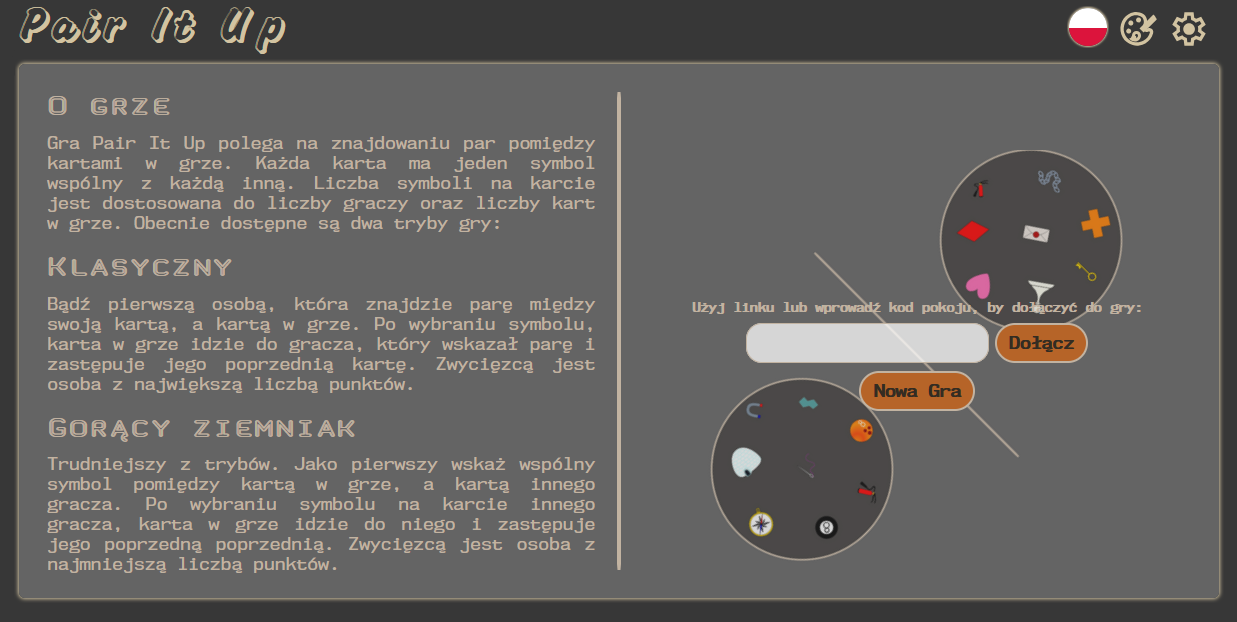 Pair It Up
O GRZE
Gra Pair It Up polega na znajdowaniu par pomiędzy
kartami w grze. Każda karta ma jeden symbol
wspólny z każdą inną. Liczba symboli na karcie
jest dostosowana do liczby graczy oraz liczby kart
w grze. Obecnie dostępne są dwa tryby gry:
KLASYCZNY
Bądź pierwszą osobą, która znajdzie parę między
swoją kartą, a kartą w grze. Po wybraniu symbolu,
karta w grze idzie do gracza, który wskazał parę i
zastępuje jego poprzednią kartę. Zwycięzcą jest
osoba z największą liczbą punktów.
GORĄCY ZIEMNIAK
Trudniejszy z trybów. Jako pierwszy wskaż wspólny
symbol pomiędzy kartą w grze, a kartą innego
gracza. Po wybraniu symbolu na karcie innego
gracza, karta w grze idzie do niego i zastępuje
jego poprzedną poprzednią. Zwycięzcą jest osoba z
najmniejszą liczbą punktów.
Użyj linku lub wprowadź kod pokoju, by dołączyć do gry:
Dołącz
Nowa Gra
8